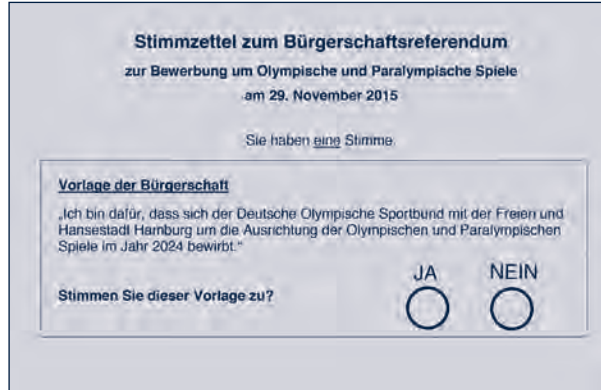 Stimmzettel zum Bürgerschaftsreferendum
zur Bewerbung um Olympische und Paralympische Spiele
am 29. November 2015
Sie haben eine Stimme
Vorlage der Bürgerschaft
„Ich bin dafür, dass sich der Deutsche Olympische Sportbund mit der Freien und
Hansestadt Hamburg um die Ausrichtung der Olympischen und Paralympischen
Spiele im Jahr 2024 bewirbt.“
JA NEIN
Stimmen Sie dieser Vorlage zu?